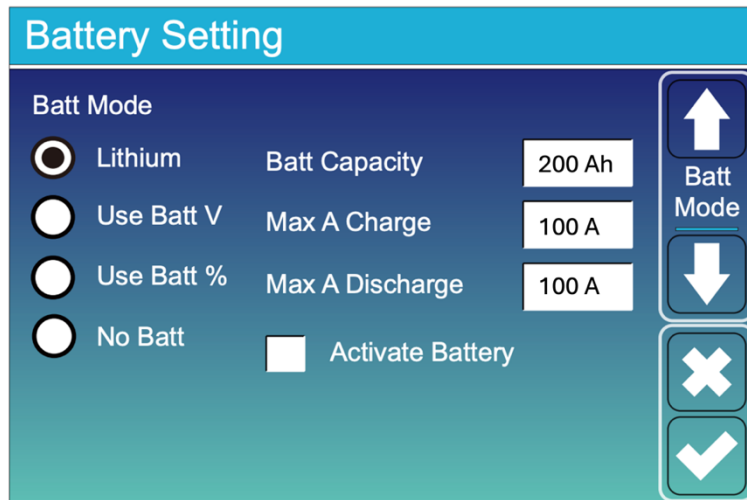 Battery Setting
Batt Mode
Lithium
Batt Capacity
200 Ah
Use Batt V
Max A Charge
100 A
Use Batt %
Max A Discharge
100 A
No Batt
Activate Battery
Batt
Mode